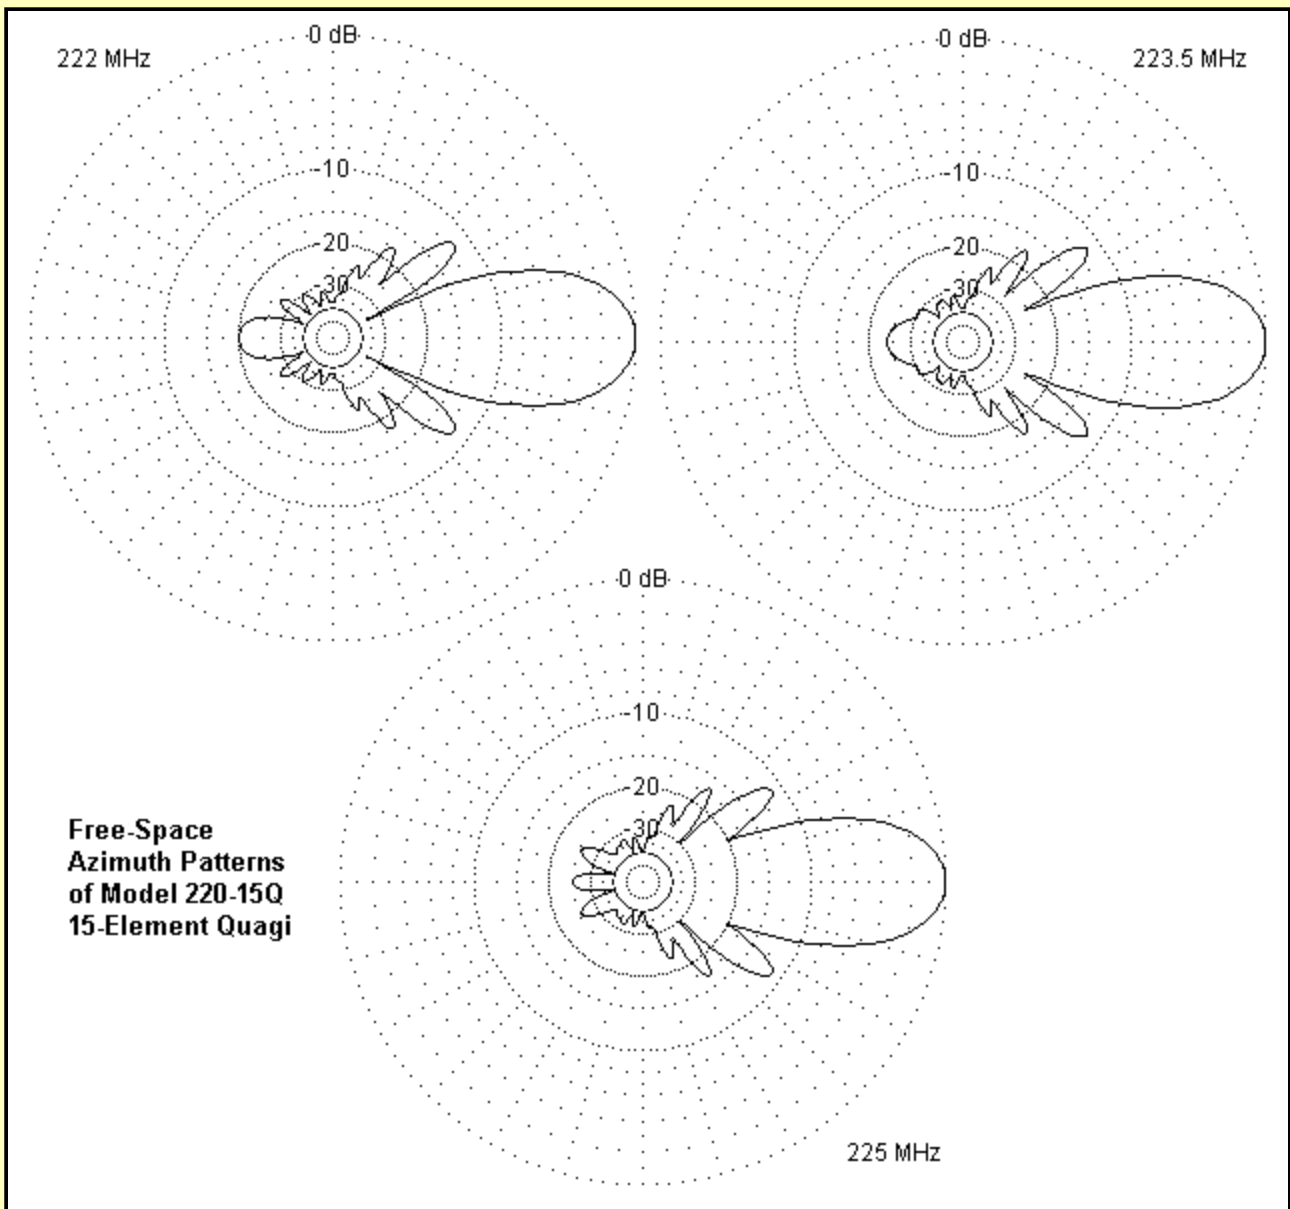 222 MHz
0 dB
-10
20
30
223.5 MHz
0 dB
-10
20
30
0 dB
-10
20
-30
Free-Space
Azimuth Patterns
of Model 220-15Q
15-Element Quagi
225 MHz